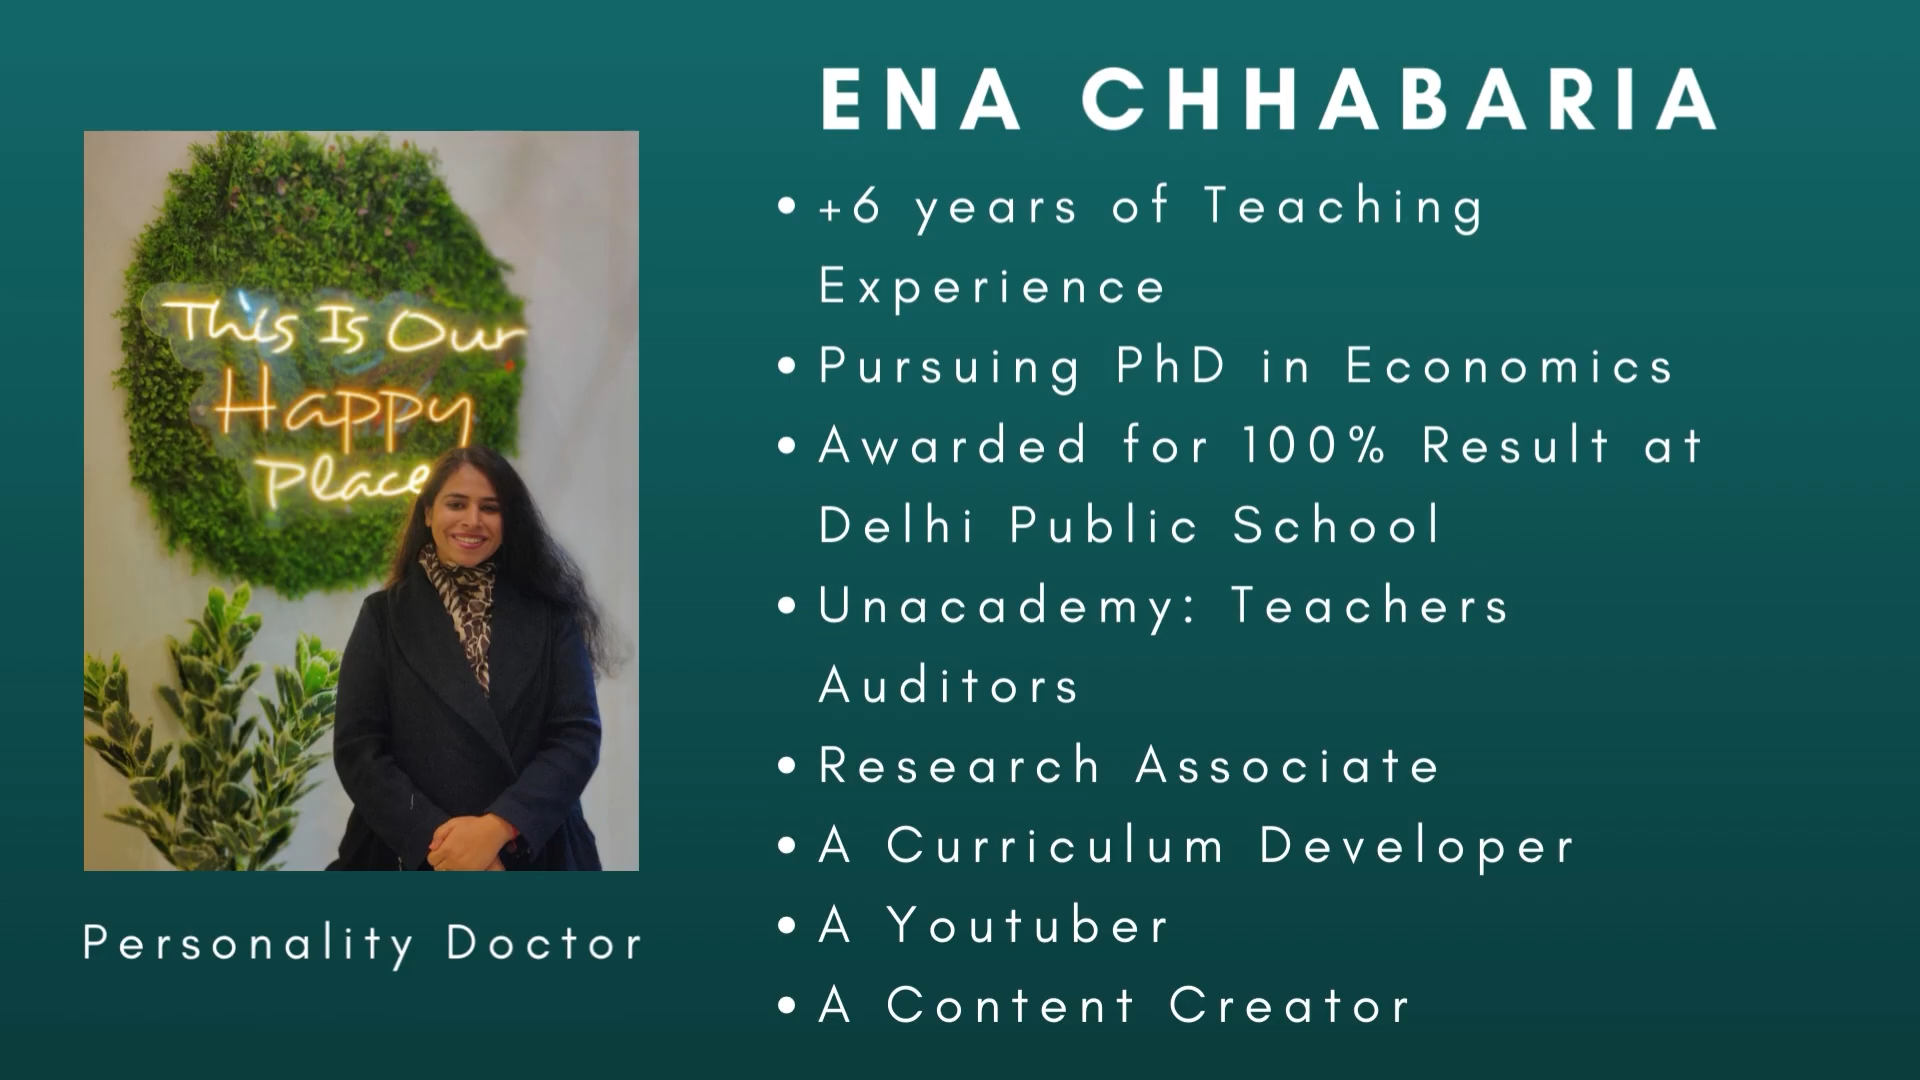 ENA CHHABARIA
This Is Our
Happy
Place
Personality Doctor
• +6 years of Teaching
Experience
• Pursuing PhD in Economics
• Awarded for 100% Result at
Delhi Public School
• Unacademy: Teachers
Auditors
• Research Associate
• A Curriculum Developer
• A Youtuber
• A Content Creator